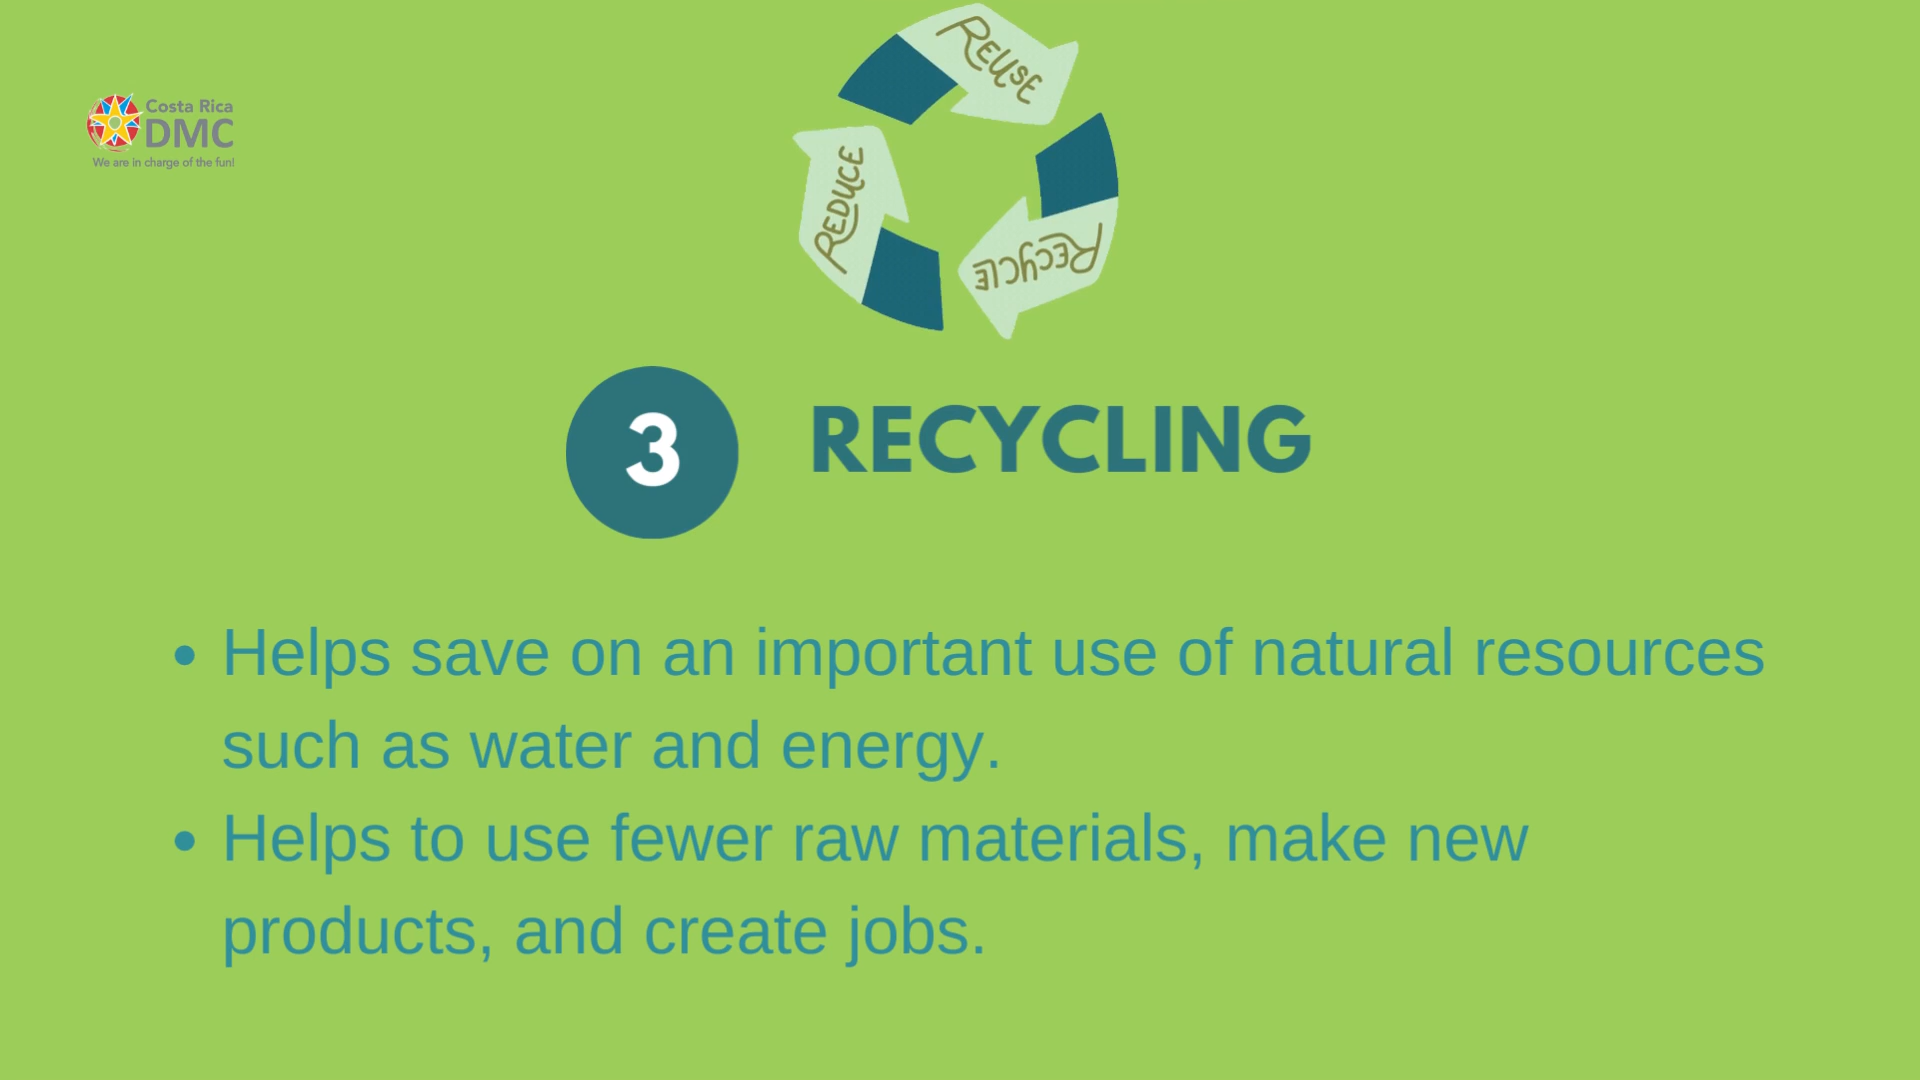 REUSE
Costa Rica
DMC
We are in charge of the fun!
REDUCE
RECYCLE
3 RECYCLING
• Helps save on an important use of natural resources
such as water and energy.
• Helps to use fewer raw materials, make new
products, and create jobs.